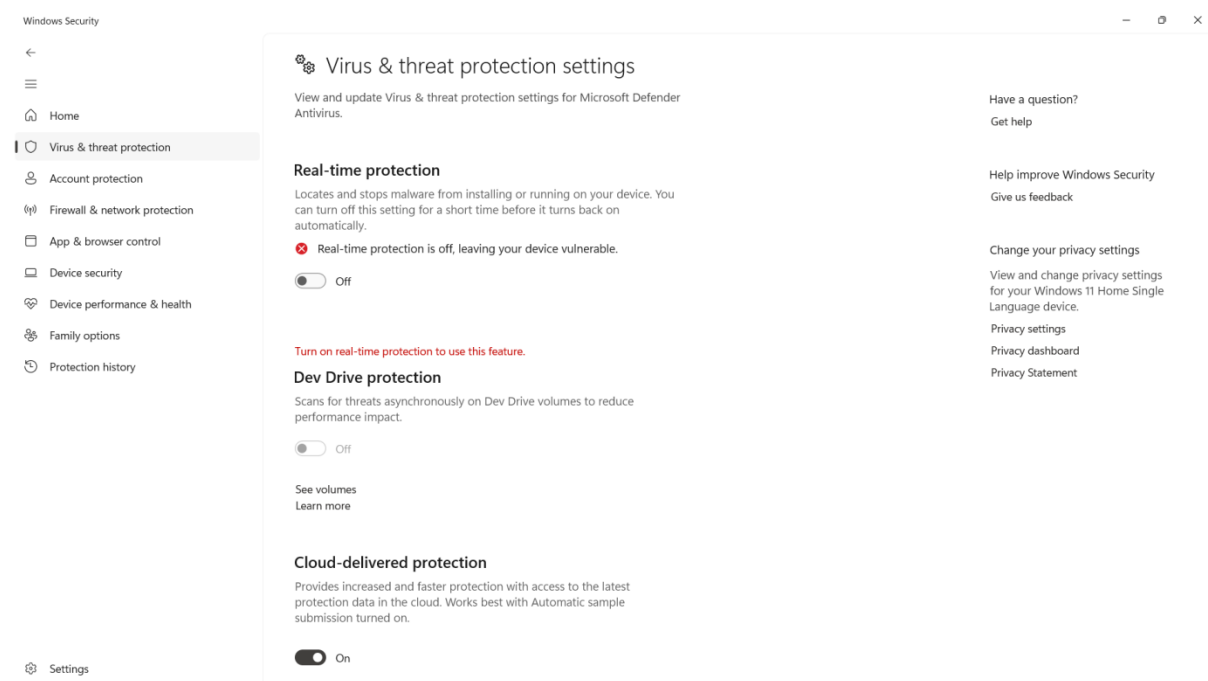 Windows Security
Home
Virus & threat protection
Account protection
Firewall & network protection
App & browser control
Device security
Device performance & health
Family options
Protection history
Settings
Virus & threat protection settings
View and update Virus & threat protection settings for Microsoft Defender
Antivirus.
Real-time protection
Locates and stops malware from installing or running on your device. You
can turn off this setting for a short time before it turns back on
automatically.
Real-time protection is off, leaving your device vulnerable.
Off
Turn on real-time protection to use this feature.
Dev Drive protection
Scans for threats asynchronously on Dev Drive volumes to reduce
performance impact.
Off
See volumes
Learn more
Cloud-delivered protection
Provides increased and faster protection with access to the latest
protection data in the cloud. Works best with Automatic sample
submission turned on.
On
Have a question?
Get help
Help improve Windows Security
Give us feedback
Change your privacy settings
View and change privacy settings
for your Windows 11 Home Single
Language device.
Privacy settings
Privacy dashboard
Privacy Statement